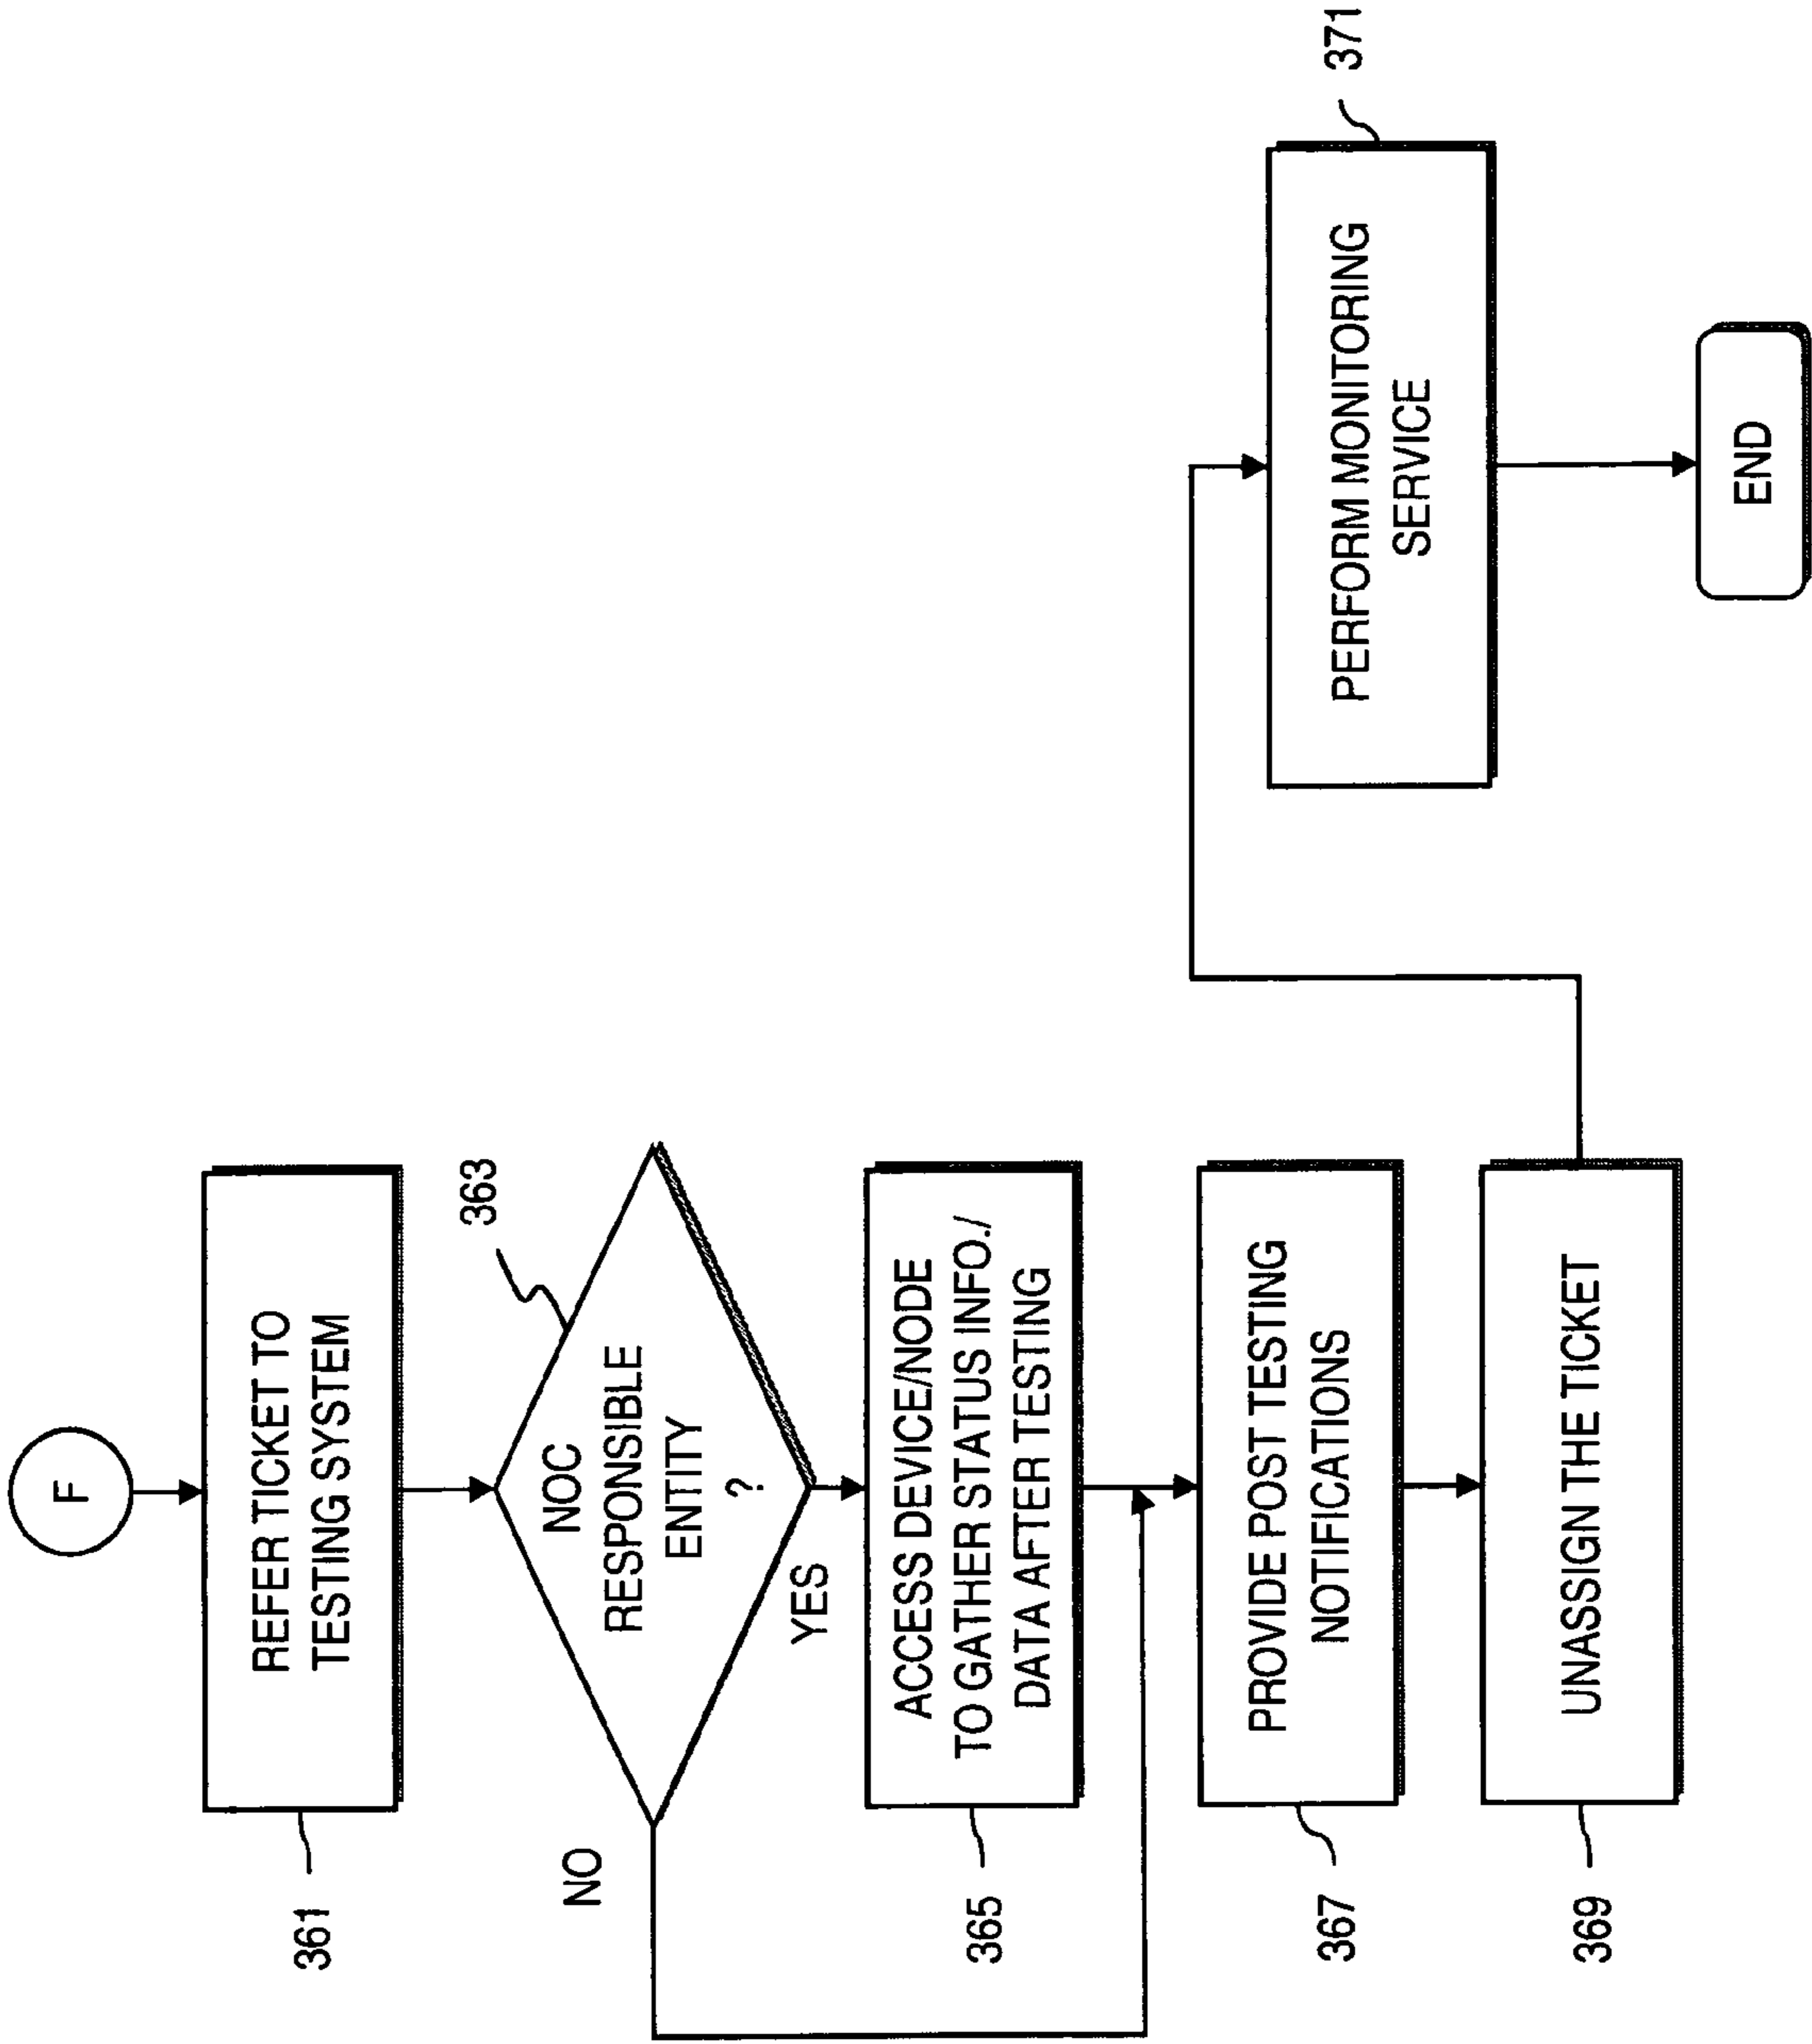 F
REFER TICKET TO
TESTING SYSTEM
361
363
NOC
RESPONSIBLE
ENTITY
?
NO
YES
ACCESS DEVICE/NODE
TO GATHER STATUS INFO./
DATA AFTER TESTING
365
PROVIDE POST TESTING
NOTIFICATIONS
367
UNASSIGN THE TICKET
369
PERFORM MONITORING
SERVICE
371
END